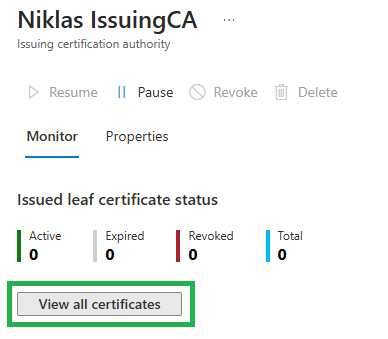 Niklas IssuingCA ...
Issuing certification authority
Resume Pause Revoke Delete
Monitor Properties
Issued leaf certificate status
Active Expired Revoked Total
0 0 0 0
View all certificates